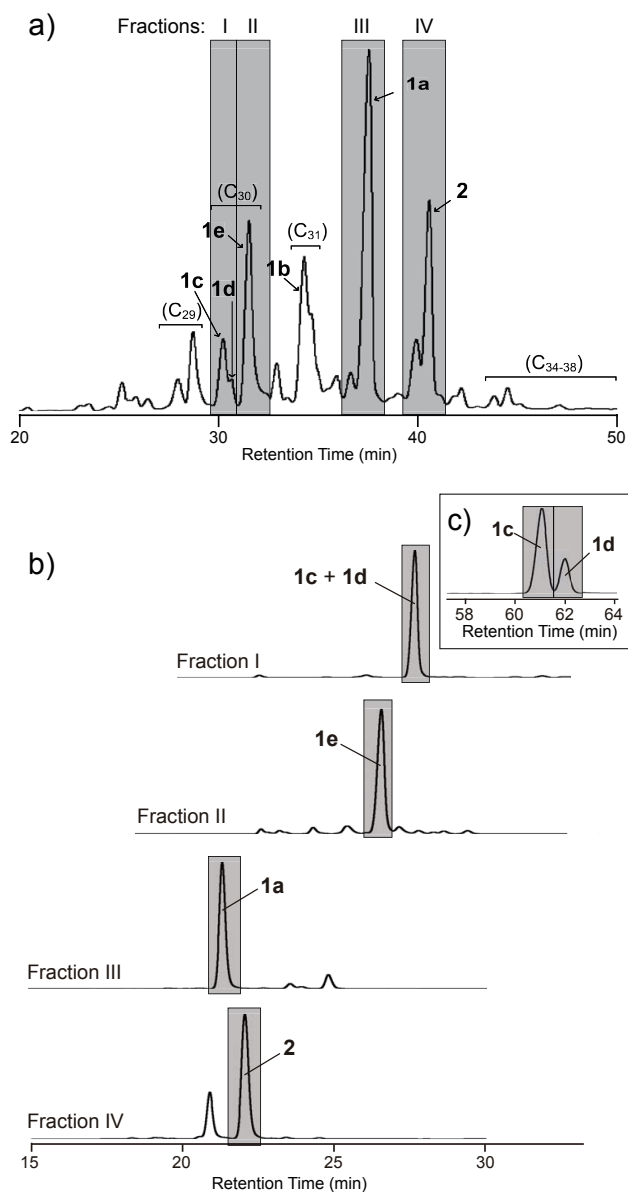 a)
Fractions: I II III IV
1a
(C30)
2
1e
(C31)
1b
1c
1d
(C29)
(C34-38)
20 30 40 50
Retention Time (min)
c)
1c
1d
58 60 62 64
Retention Time (min)
b)
1c + 1d
Fraction I
1e
Fraction II
1a
Fraction III
2
Fraction IV
15 20 25 30
Retention Time (min)